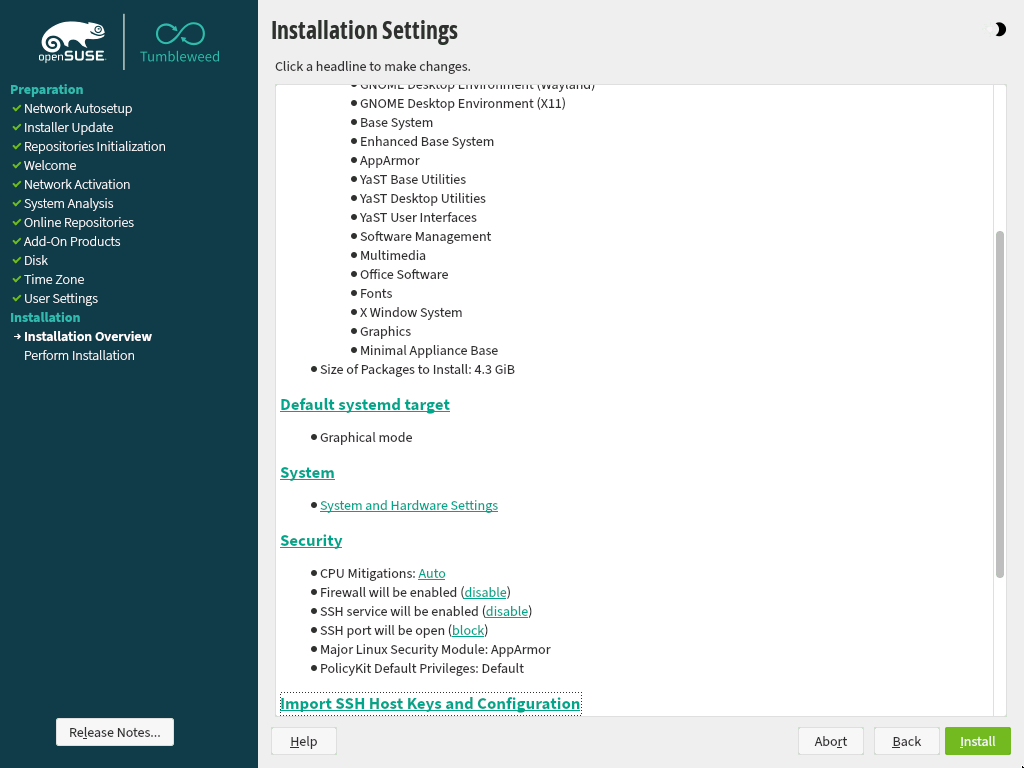 openSUSE.
Tumbleweed
Preparation
Network Autosetup
Installer Update
Repositories Initialization
Welcome
Network Activation
System Analysis
Online Repositories
Add-On Products
Disk
Time Zone
User Settings
Installation
Installation Overview
Perform Installation
Release Notes...
Installation Settings
Click a headline to make changes.
GNOME Desktop Environment (Wayland)
GNOME Desktop Environment (X11)
Base System
Enhanced Base System
AppArmor
YaST Base Utilities
YaST Desktop Utilities
YaST User Interfaces
Software Management
Multimedia
Office Software
Fonts
X Window System
Graphics
Minimal Appliance Base
Size of Packages to Install: 4.3 GiB
Default systemd target
Graphical mode
System
System and Hardware Settings
Security
CPU Mitigations: Auto
Firewall will be enabled (disable)
SSH service will be enabled (disable)
SSH port will be open (block)
Major Linux Security Module: AppArmor
PolicyKit Default Privileges: Default
Import SSH Host Keys and Configuration
Help
Abort
Back
Install